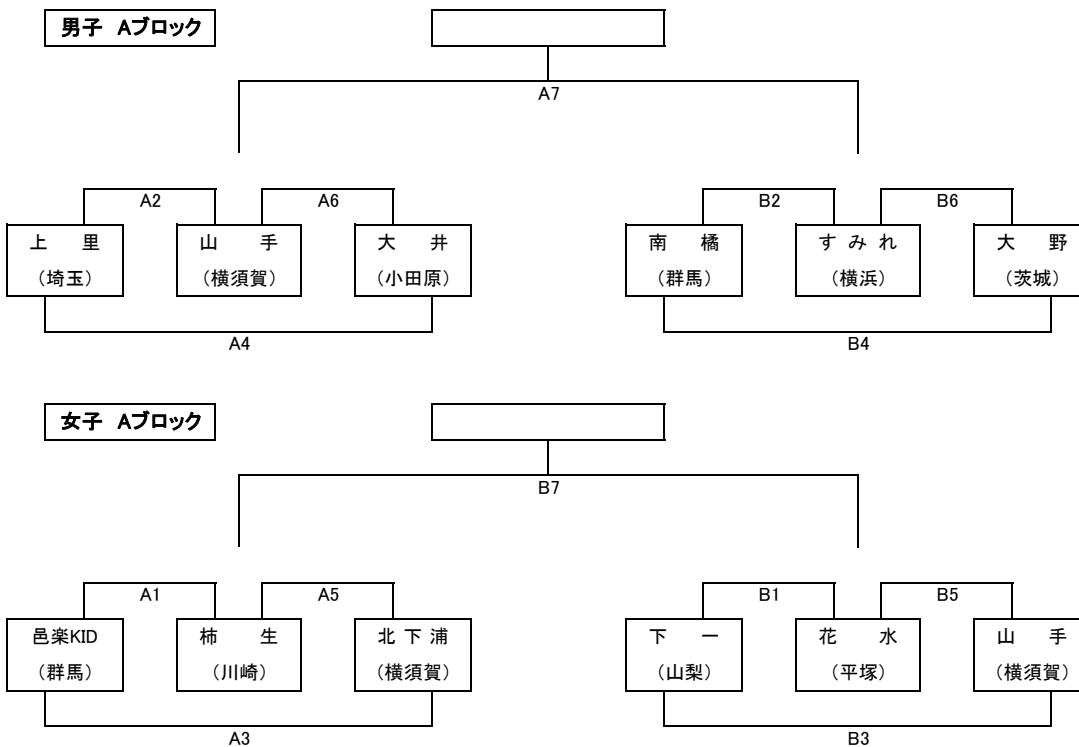 男子 Aブロック
A7
A2 A6 B2 B6
上 里 山 手 大 井 南 橘 す み れ 大 野
(埼玉) (横須賀) (小田原) (群馬) (横浜) (茨城)
A4 B4
女子 Aブロック
B7
A1 A5 B1 B5
邑楽KID 柿 生 北 下 浦 下 一 花 水 山 手
(群馬) (川崎) (横須賀) (山梨) (平塚) (横須賀)
A3 B3